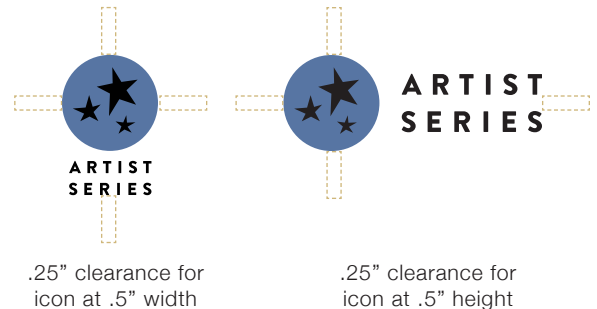 ARTIST
SERIES
.25” clearance for
icon at .5” width
ARTIST
SERIES
.25” clearance for
icon at .5” height